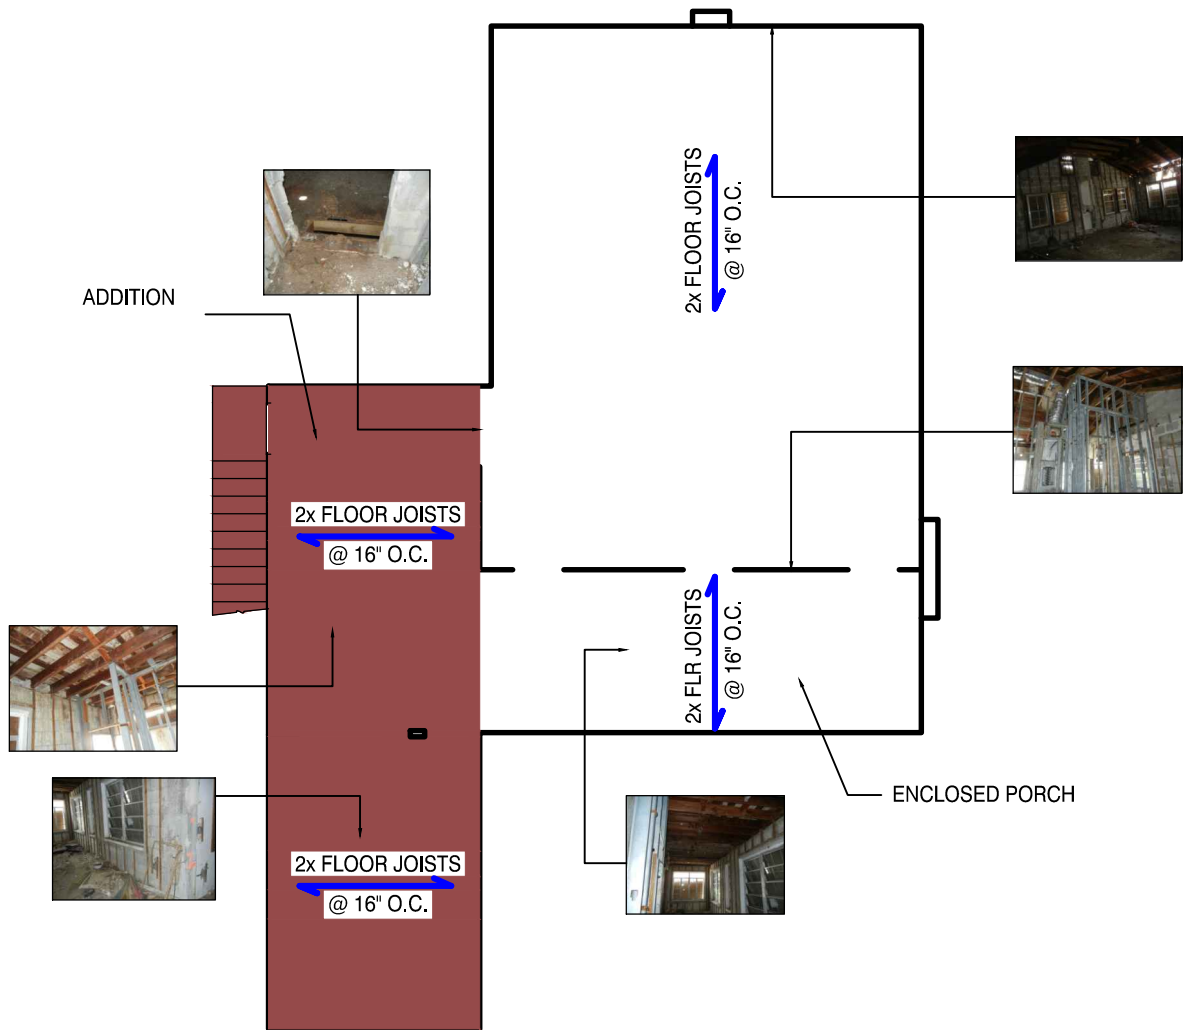 2x FLOOR JOISTS
@ 16" O.C.
ADDITION
2x FLOOR JOISTS
@ 16" O.C.
2x FLR JOISTS
@ 16" O.C.
ENCLOSED PORCH
2x FLOOR JOISTS
@ 16" O.C.